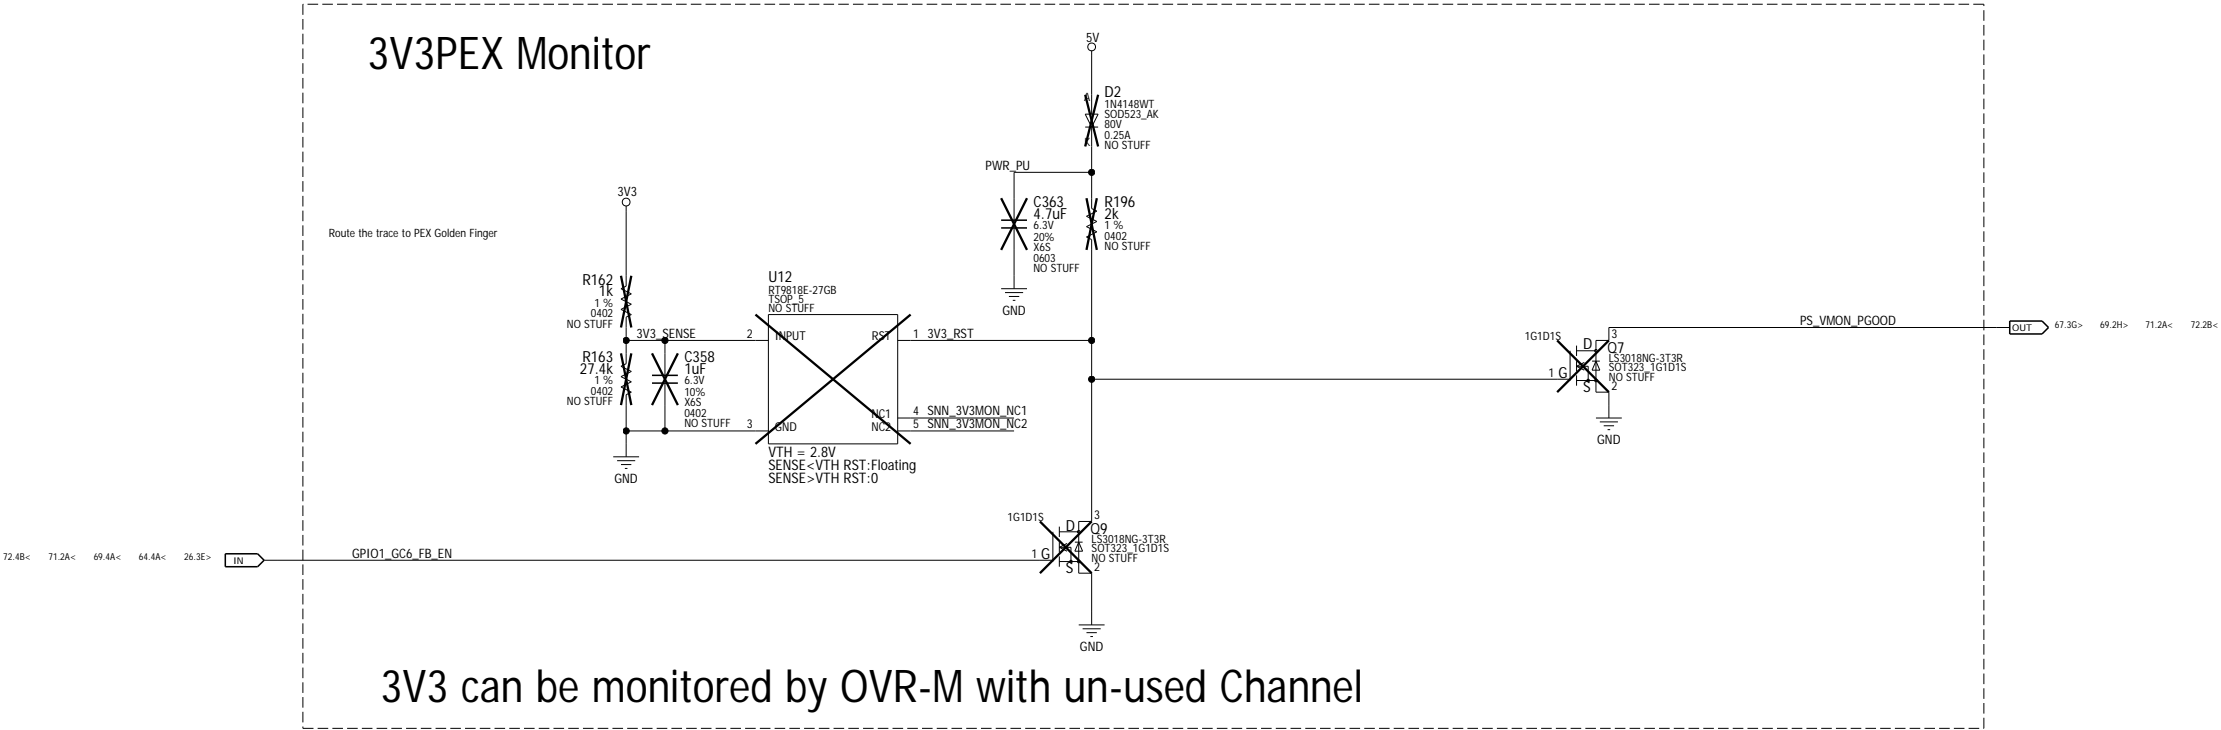 3V3PEX Monitor
5V
A
D2
1N4148WT
SOD523_AK
80V
0.25A
K
NO STUFF
PWR_PU
3V3
C363
4.7uF
6.3V
20%
X6S
0603
NO STUFF
R196
2k
1 %
0402
NO STUFF
Route the trace to PEX Golden Finger
GND
R162
1k
1 %
0402
NO STUFF
U12
RT9818E-27GB
TSOP_5
NO STUFF
3V3_SENSE
2
INPUT
RST
1
3V3_RST
R163
27.4k
1 %
0402
NO STUFF
C358
1uF
6.3V
10%
X6S
0402
NO STUFF
3
GND
NC1
4
SNN_3V3MON_NC1
NC2
5
SNN_3V3MON_NC2
GND
VTH = 2.8V
SENSE<VTH RST:Floating
SENSE>VTH RST:0
PS_VMON_PGOOD
OUT
67.3G> 69.2H> 71.2A< 72.2B<
1G1D1S
3
D
Q7
LS3018NG-3T3R
SOT323_1G1D1S
NO STUFF
1 G
S
2
GND
1G1D1S
3
D
Q9
LS3018NG-3T3R
SOT323_1G1D1S
NO STUFF
1 G
S
2
72.4B< 71.2A< 69.4A< 64.4A< 26.3E>
IN
GPIO1_GC6_FB_EN
GND
3V3 can be monitored by OVR-M with un-used Channel